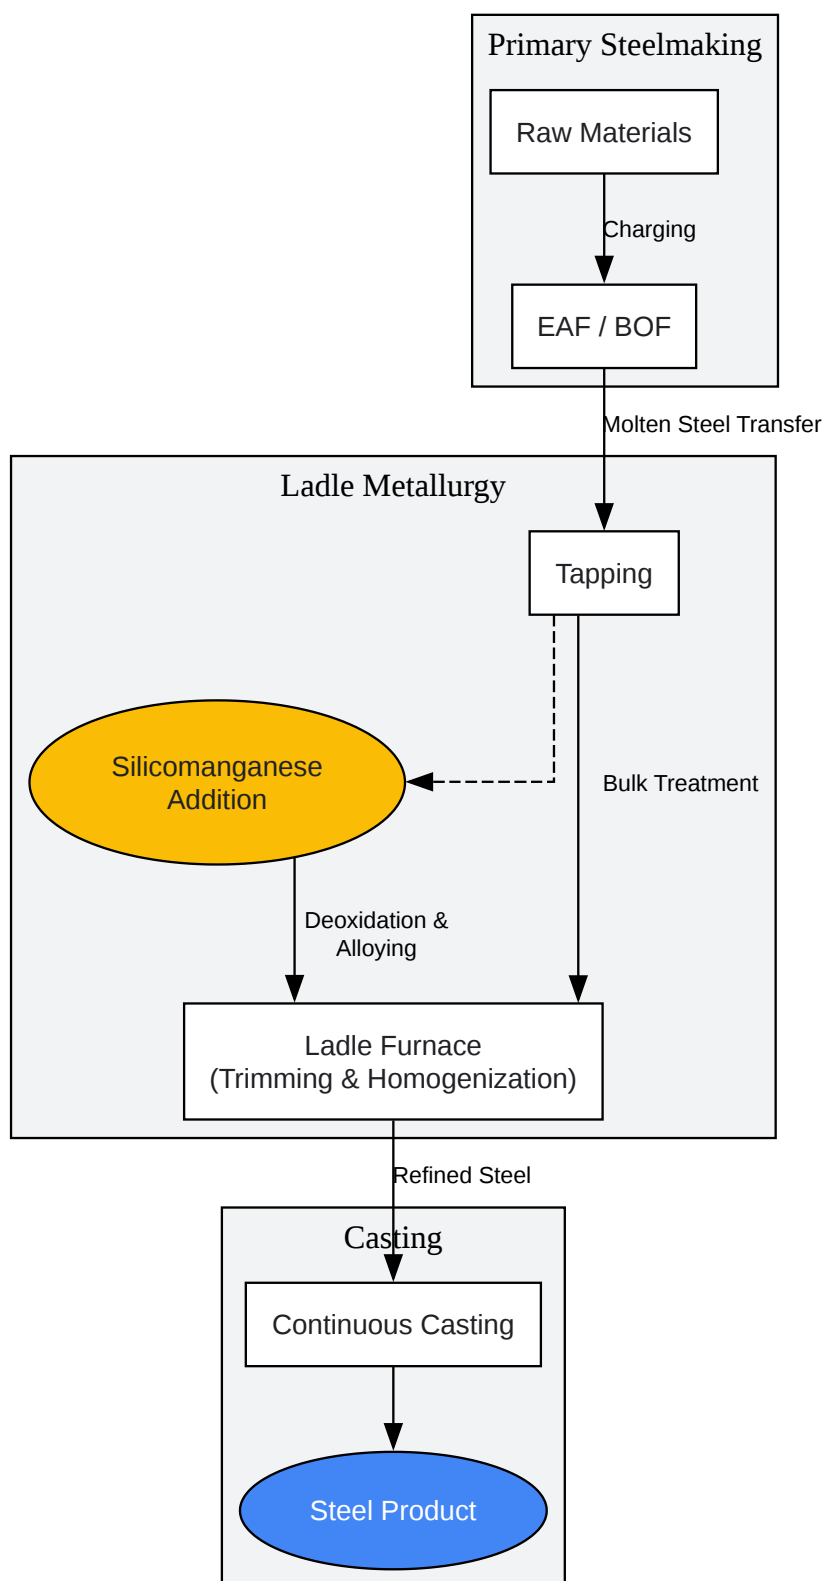 Primary Steelmaking
Raw Materials
Charging
EAF / BOF
Molten Steel Transfer
Ladle Metallurgy
Tapping
Silicomanganese
Addition
Bulk Treatment
Deoxidation &
Alloying
Ladle Furnace
(Trimming & Homogenization)
Refined Steel
Casting
Continuous Casting
Steel Product